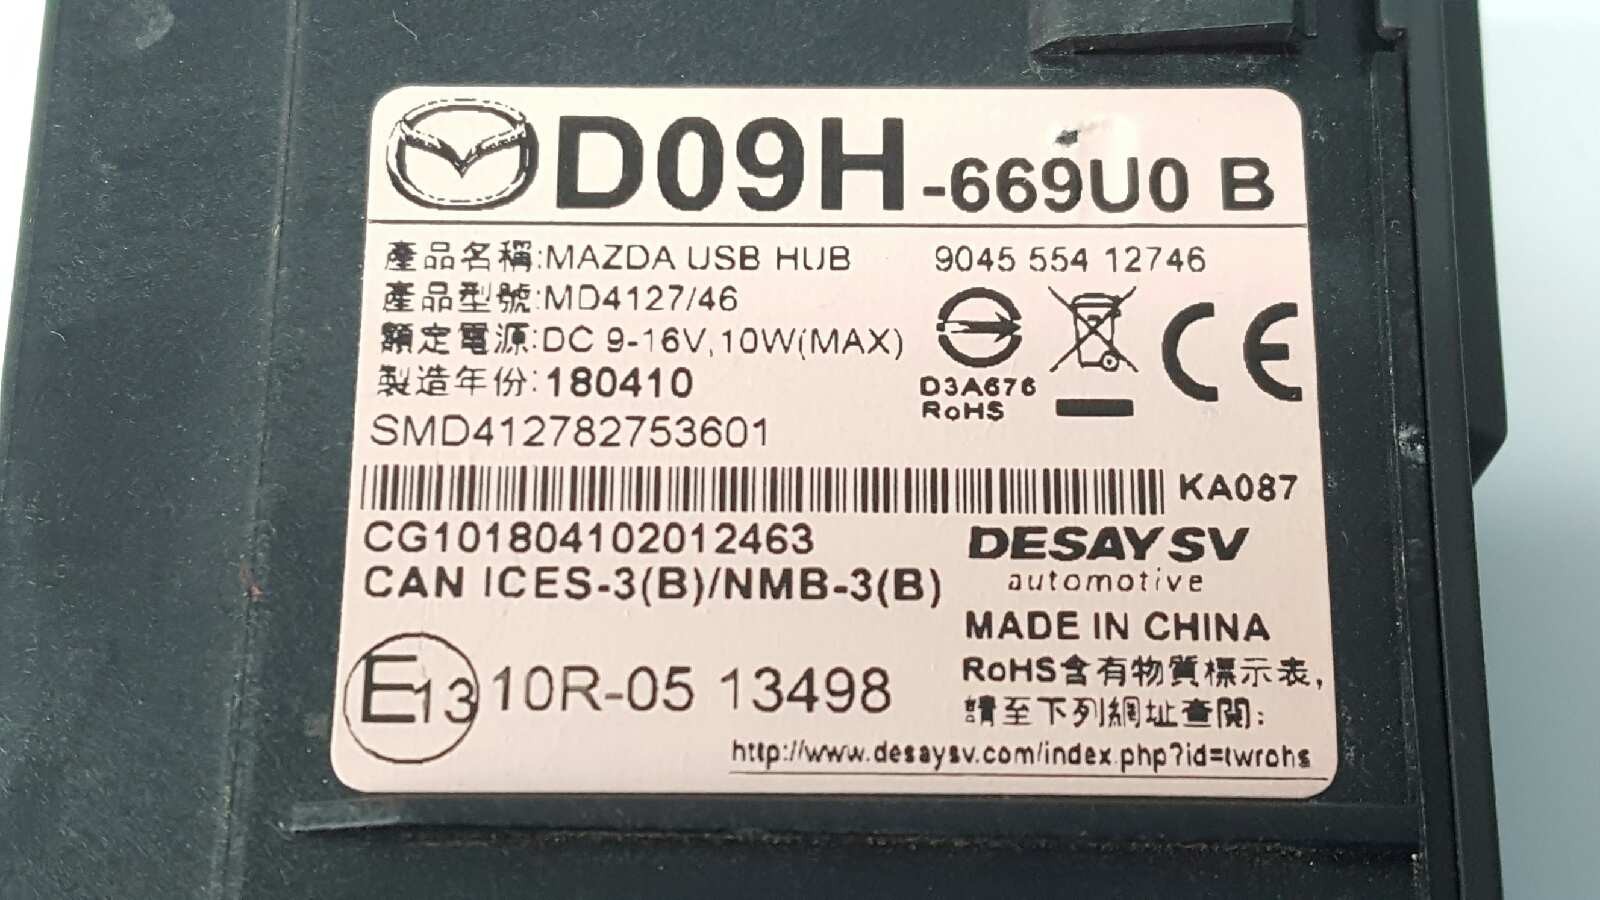 D09H-669U0 B
產品名稱:MAZDA USB HUB 9045 554 12746
產品型號:MD4127/46
額定電源:DC 9-16V,10W(MAX)
製造年份:180410
D3A676
RoHS
CE
SMD412782753601
KA087
CG101804102012463
CAN ICES-3(B)/NMB-3(B)
DESAY SV
automotive
MADE IN CHINA
E13 10R-05 13498
RoHS含有物質標示表,
請至下列網址查閱:
http://www.desaysv.com/index.php?id=twrohs